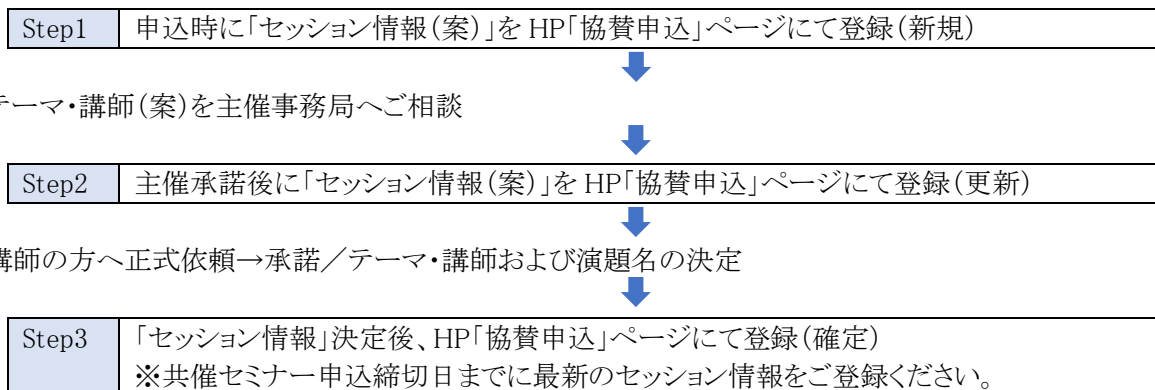 Step1 申込時に「セッション情報(案)」を HP「協賛申込」ページにて登録(新規)
テーマ・講師(案)を主催事務局へご相談
Step2 主催承諾後に「セッション情報(案)」を HP「協賛申込」ページにて登録(更新)
講師の方へ正式依頼→承諾/テーマ・講師および演題名の決定
Step3 「セッション情報」決定後、HP「協賛申込」ページにて登録(確定)
※共催セミナー申込締切日までに最新のセッション情報をご登録ください。